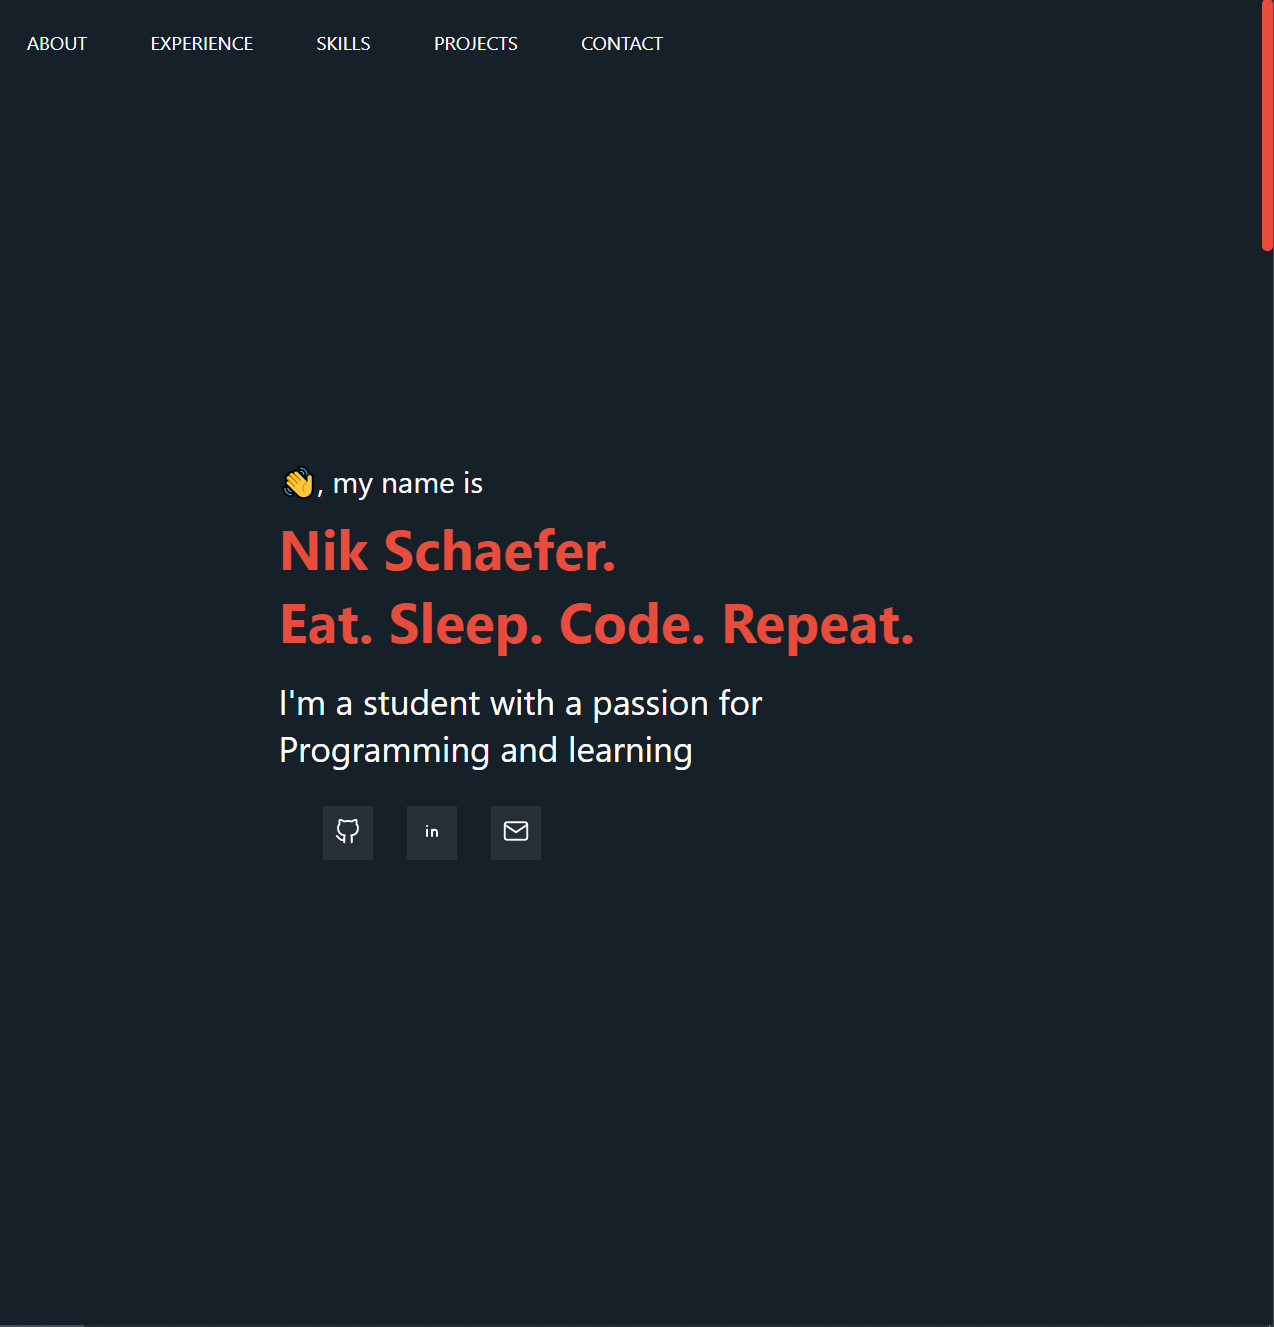 ABOUT EXPERIENCE SKILLS PROJECTS CONTACT
👋, my name is
Nik Schaefer.
Eat. Sleep. Code. Repeat.
I'm a student with a passion for
Programming and learning
in